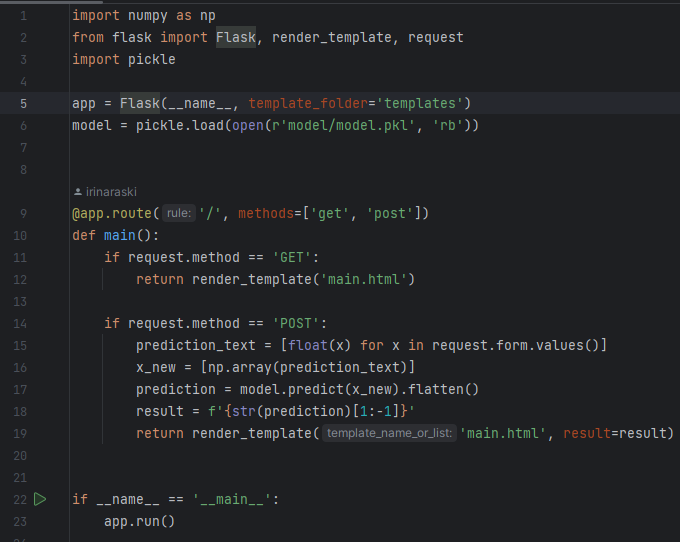 1 import numpy as np
2 from flask import Flask, render_template, request
3 import pickle
4
5 app = Flask(__name__, template_folder='templates')
6 model = pickle.load(open(r'model/model.pkl', 'rb'))
7
8
irinaraski
9 @app.route( rule: '/', methods=['get', 'post'])
10 def main():
11 if request.method == 'GET':
12 return render_template('main.html')
13
14 if request.method == 'POST':
15 prediction_text = [float(x) for x in request.form.values()]
16 x_new = [np.array(prediction_text)]
17 prediction = model.predict(x_new).flatten()
18 result = f'{str(prediction)[1:-1]}'
19 return render_template( template_name_or_list: 'main.html', result=result)
20
21
22 if __name__ == '__main__':
23 app.run()